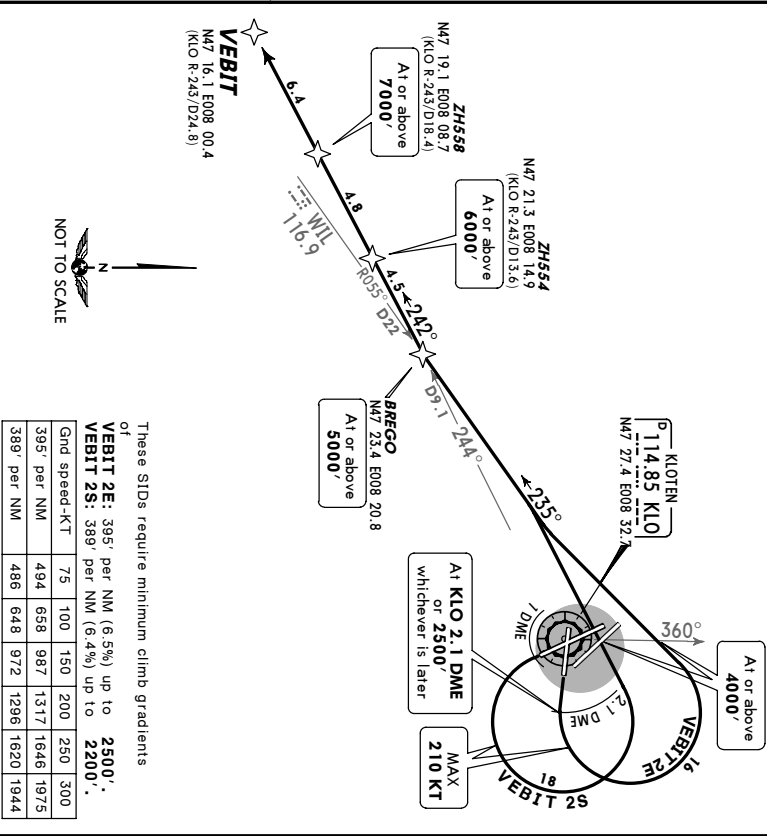 ZH558
N47 19.1 E008 08.7
(KLO R-243/D18.4)
At or above
7000'
ZH554
N47 21.3 E008 14.9
(KLO R-243/D13.6)
At or above
6000'
KLOTEN
D 114.85 KLO
N47 27.4 E008 32.7
At or above
4000'
VEBIT
N47 16.1 E008 00.4
(KLO R-243/D24.8)
6.4
4.8
4.5
242°
WIL
116.9
R055°
D22
D9.1
244°
235°
360°
BREGO
N47 23.4 E008 20.8
At or above
5000'
1 DME
2.1 DME
At KLO 2.1 DME
or 2500'
whichever is later
MAX
210 KT
16
VEBIT2E
18
VEBIT 2S
N
NOT TO SCALE
These SIDs require minimum climb gradients
of
VEBIT 2E: 395' per NM (6.5%) up to 2500'.
VEBIT 2S: 389' per NM (6.4%) up to 2200'.
Gnd speed-KT 75 100 150 200 250 300
395' per NM 494 658 987 1317 1646 1975
389' per NM 486 648 972 1296 1620 1944